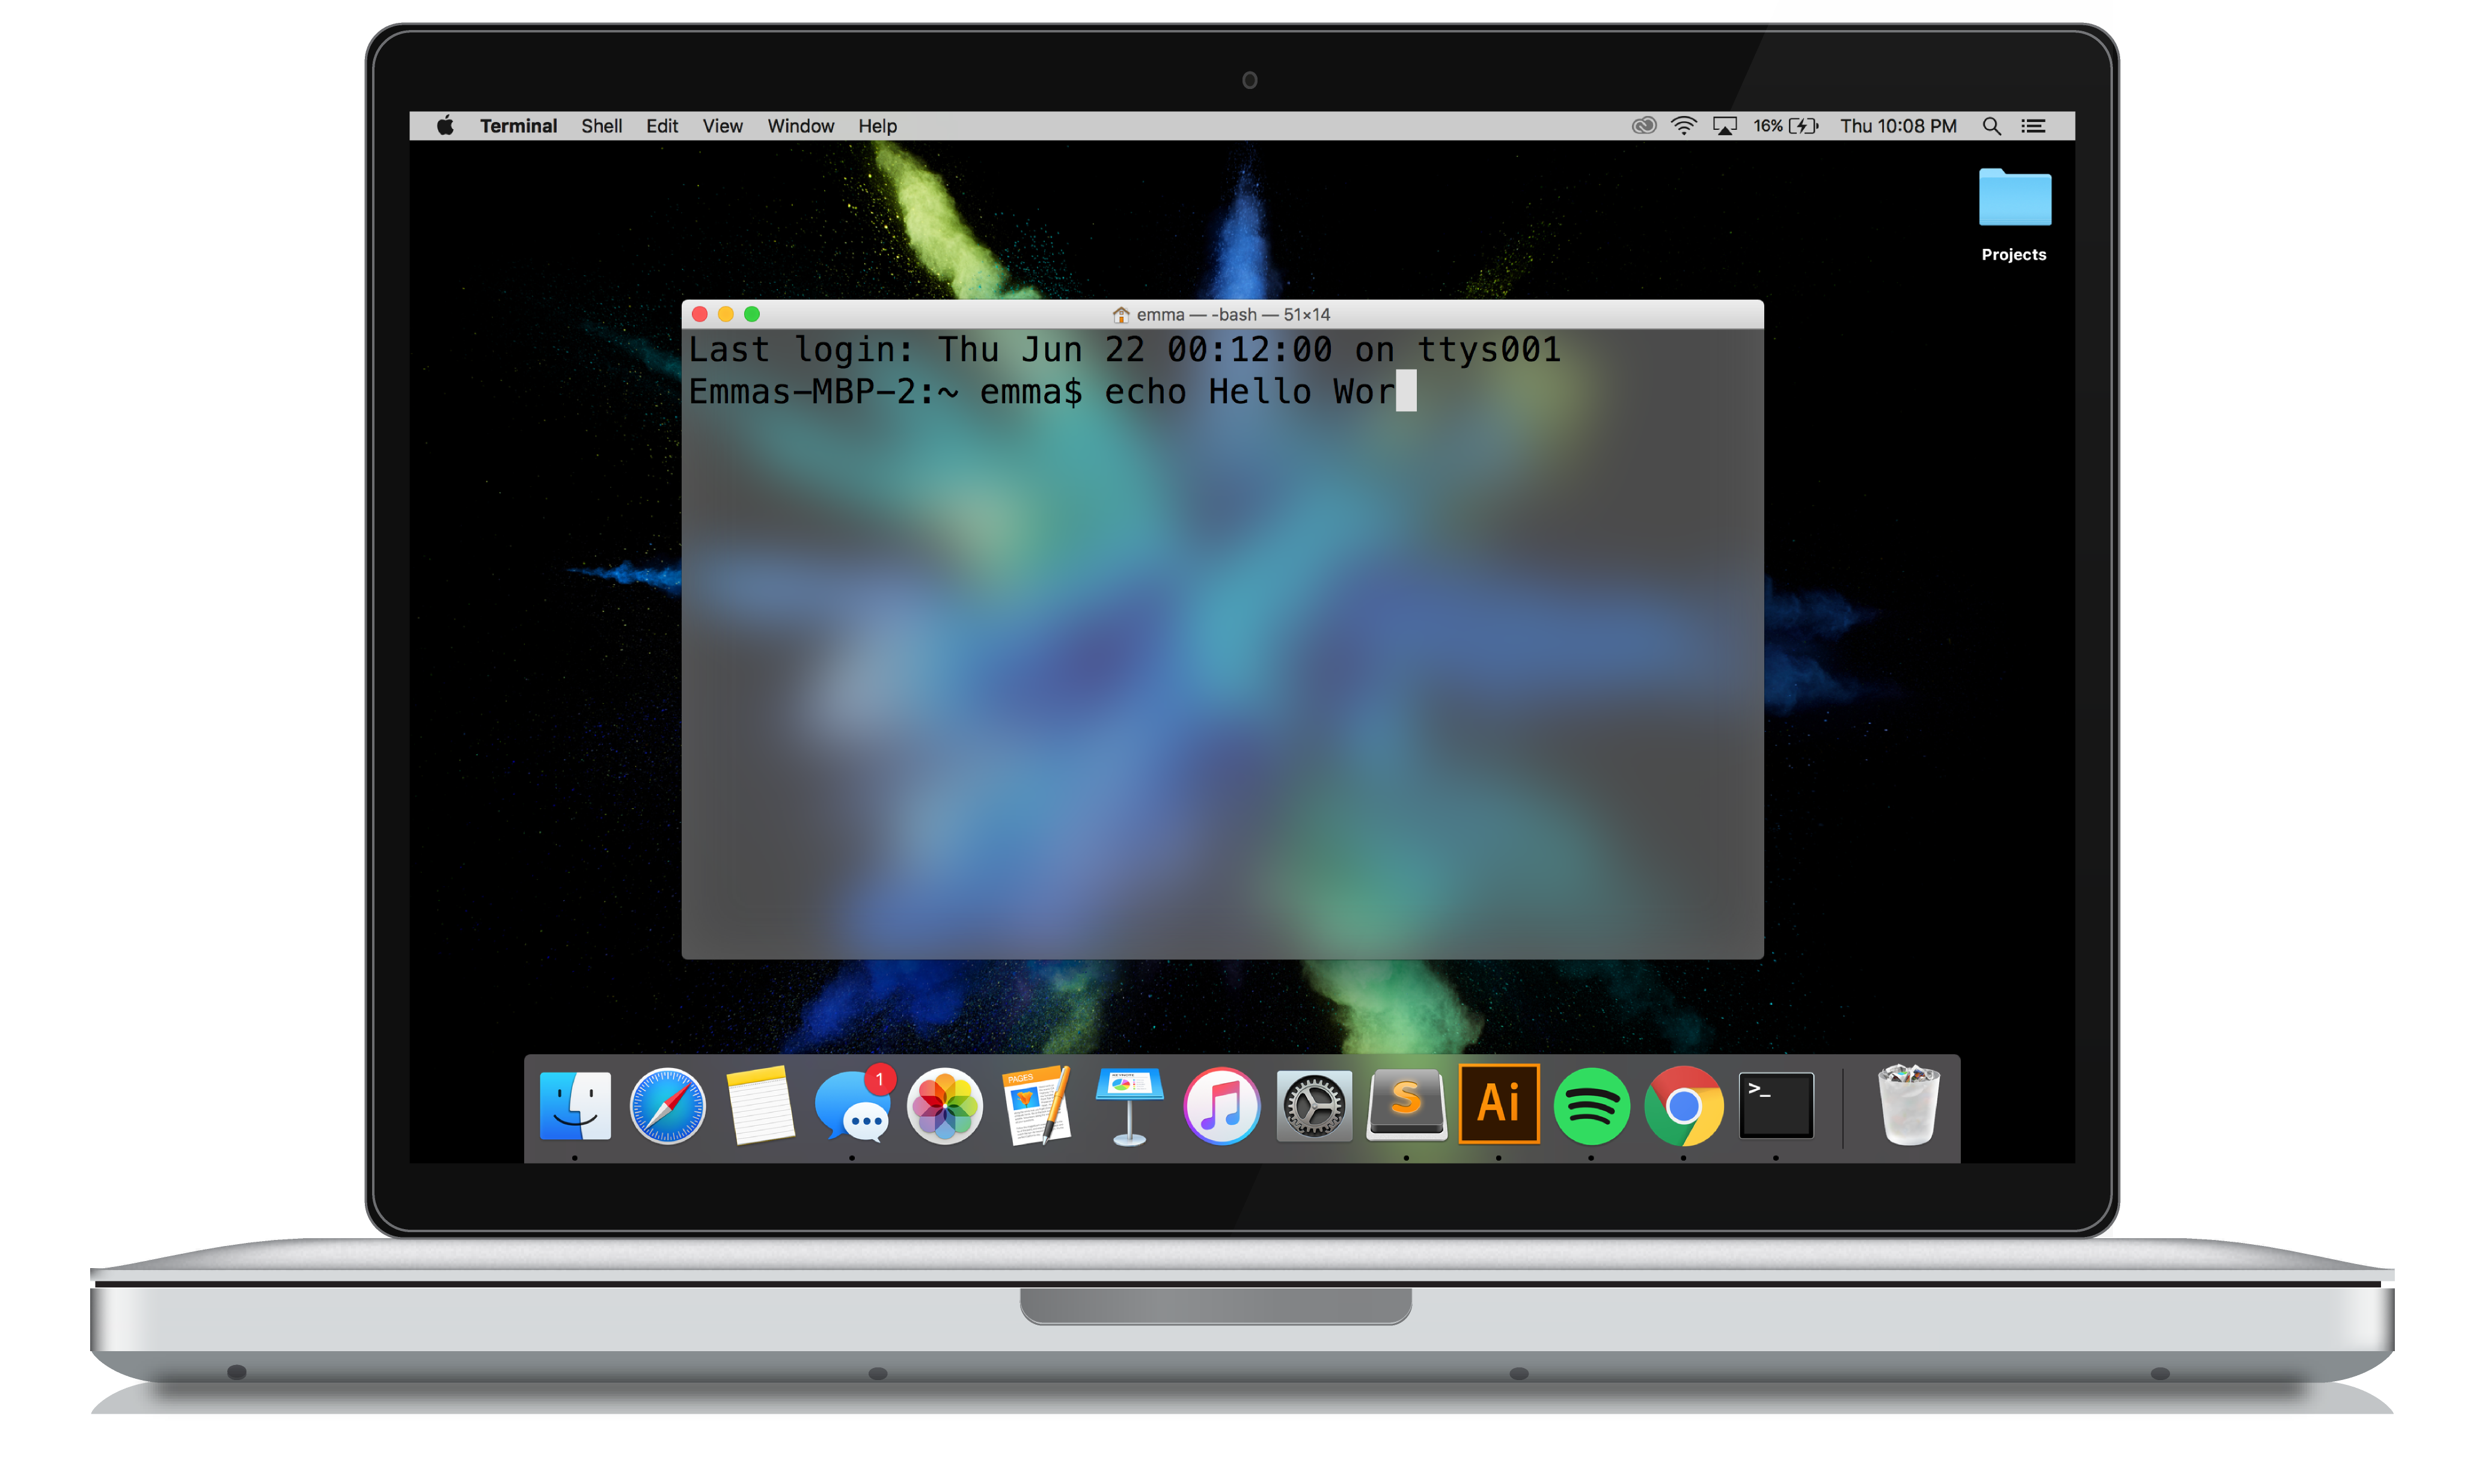 Terminal Shell Edit View Window Help 16% Thu 10:08 PM
Projects
emma — -bash — 51×14
Last login: Thu Jun 22 00:12:00 on ttys001
Emmas-MBP-2:~ emma$ echo Hello Wor
1
PAGES
S
Ai
>_